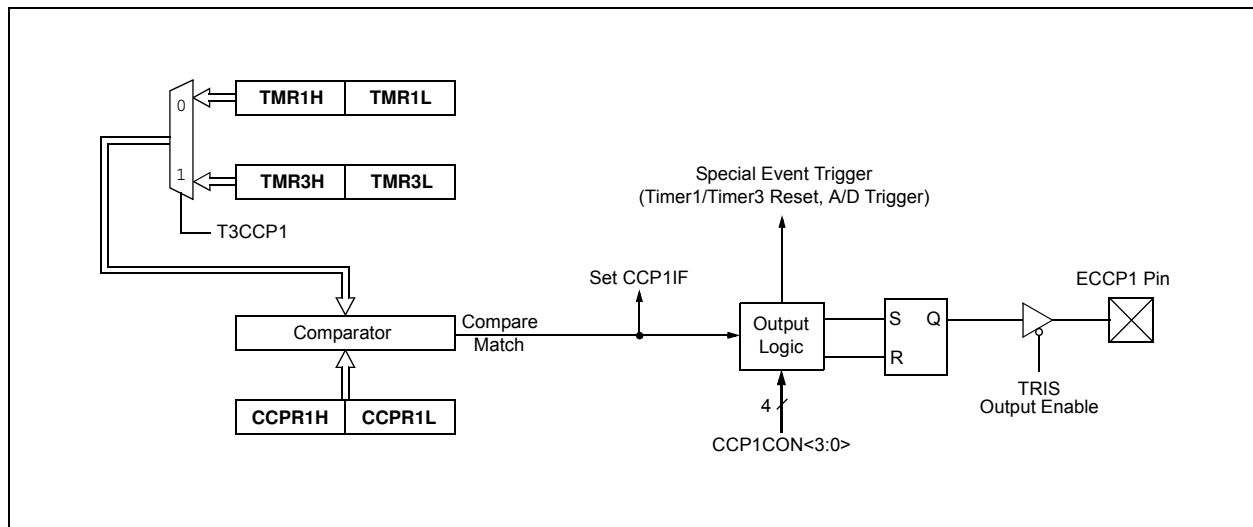 0
TMR1H TMR1L
1
TMR3H TMR3L
T3CCP1
Special Event Trigger
(Timer1/Timer3 Reset, A/D Trigger)
Set CCP1IF
ECCP1 Pin
Comparator
Compare
Match
Output
Logic
S Q
R
TRIS
Output Enable
CCPR1H CCPR1L
4
CCP1CON<3:0>